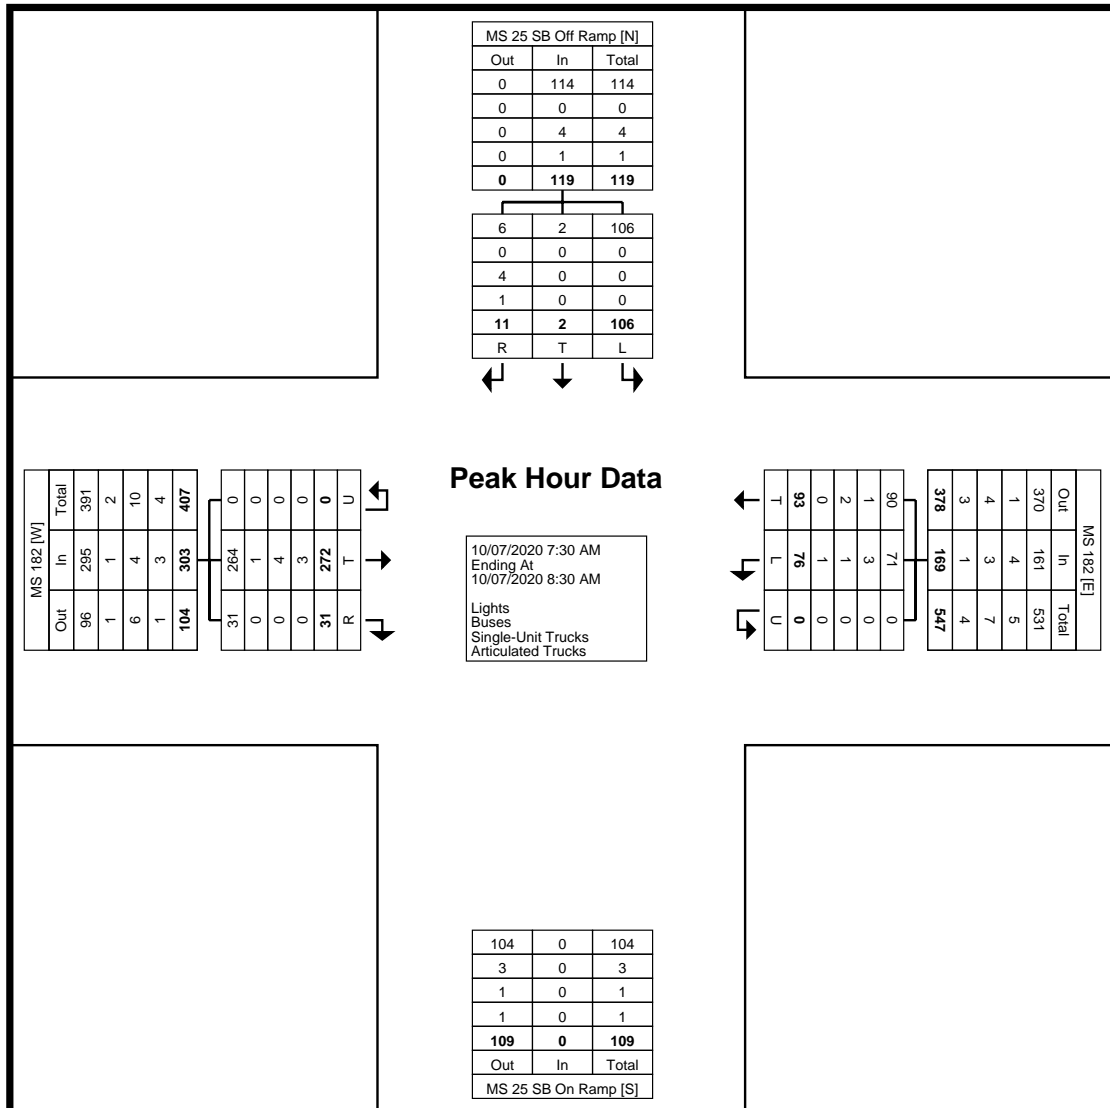 MS 25 SB Off Ramp [N]
Out In Total
0 114 114
0 0 0
0 4 4
0 1 1
0 119 119
6 2 106
0 0 0
4 0 0
1 0 0
11 2 106
R T L
MS 182 [W]
Total 391 2 10 4 407
In 295 1 4 3 303
Out 96 1 6 1 104
0 0 0 0 0 U
264 1 4 3 272 T
31 0 0 0 31 R
Peak Hour Data
10/07/2020 7:30 AM
Ending At
10/07/2020 8:30 AM
Lights
Buses
Single-Unit Trucks
Articulated Trucks
T 93 0 2 1 90
L 76 1 1 3 71
U 0 0 0 0 0
378 3 4 1 370 Out
169 1 3 4 161 In
547 4 7 5 531 Total
MS 182 [E]
104 0 104
3 0 3
1 0 1
1 0 1
109 0 109
Out In Total
MS 25 SB On Ramp [S]